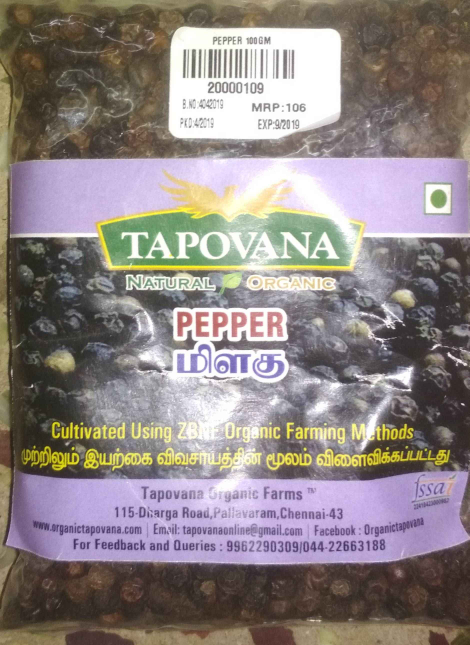 PEPPER 100GM
20000109
B.NO:4042019 MRP:106
PKD:4/2019 EXP:9/2019
TAPOVANA
NATURAL ORGANIC
PEPPER
மிளகு
Cultivated Using ZBNF Organic Farming Methods
முற்றிலும் இயற்கை விவசாயத்தின் மூலம் விளைவிக்கப்பட்டது
fssai
Tapovana Organic Farms ™
115-Dharga Road,Pallavaram,Chennai-43
www.organictapovana.com Email: tapovanaonline@gmail.com Facebook : Organictapovana
For Feedback and Queries : 9962290309/044-22663188